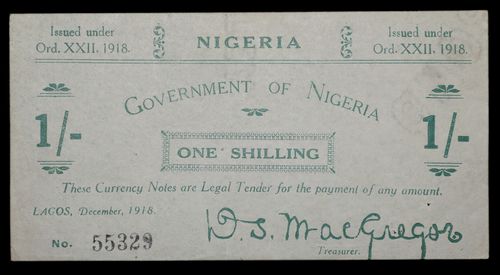 Issued under
Ord. XXII. 1918.
NIGERIA
Issued under
Ord. XXII. 1918.
GOVERNMENT OF NIGERIA
1/-
ONE SHILLING
1/-
These Currency Notes are Legal Tender for the payment of any amount.
LAGOS, December, 1918.
No. 55329
D. S. MacGregor
Treasurer.